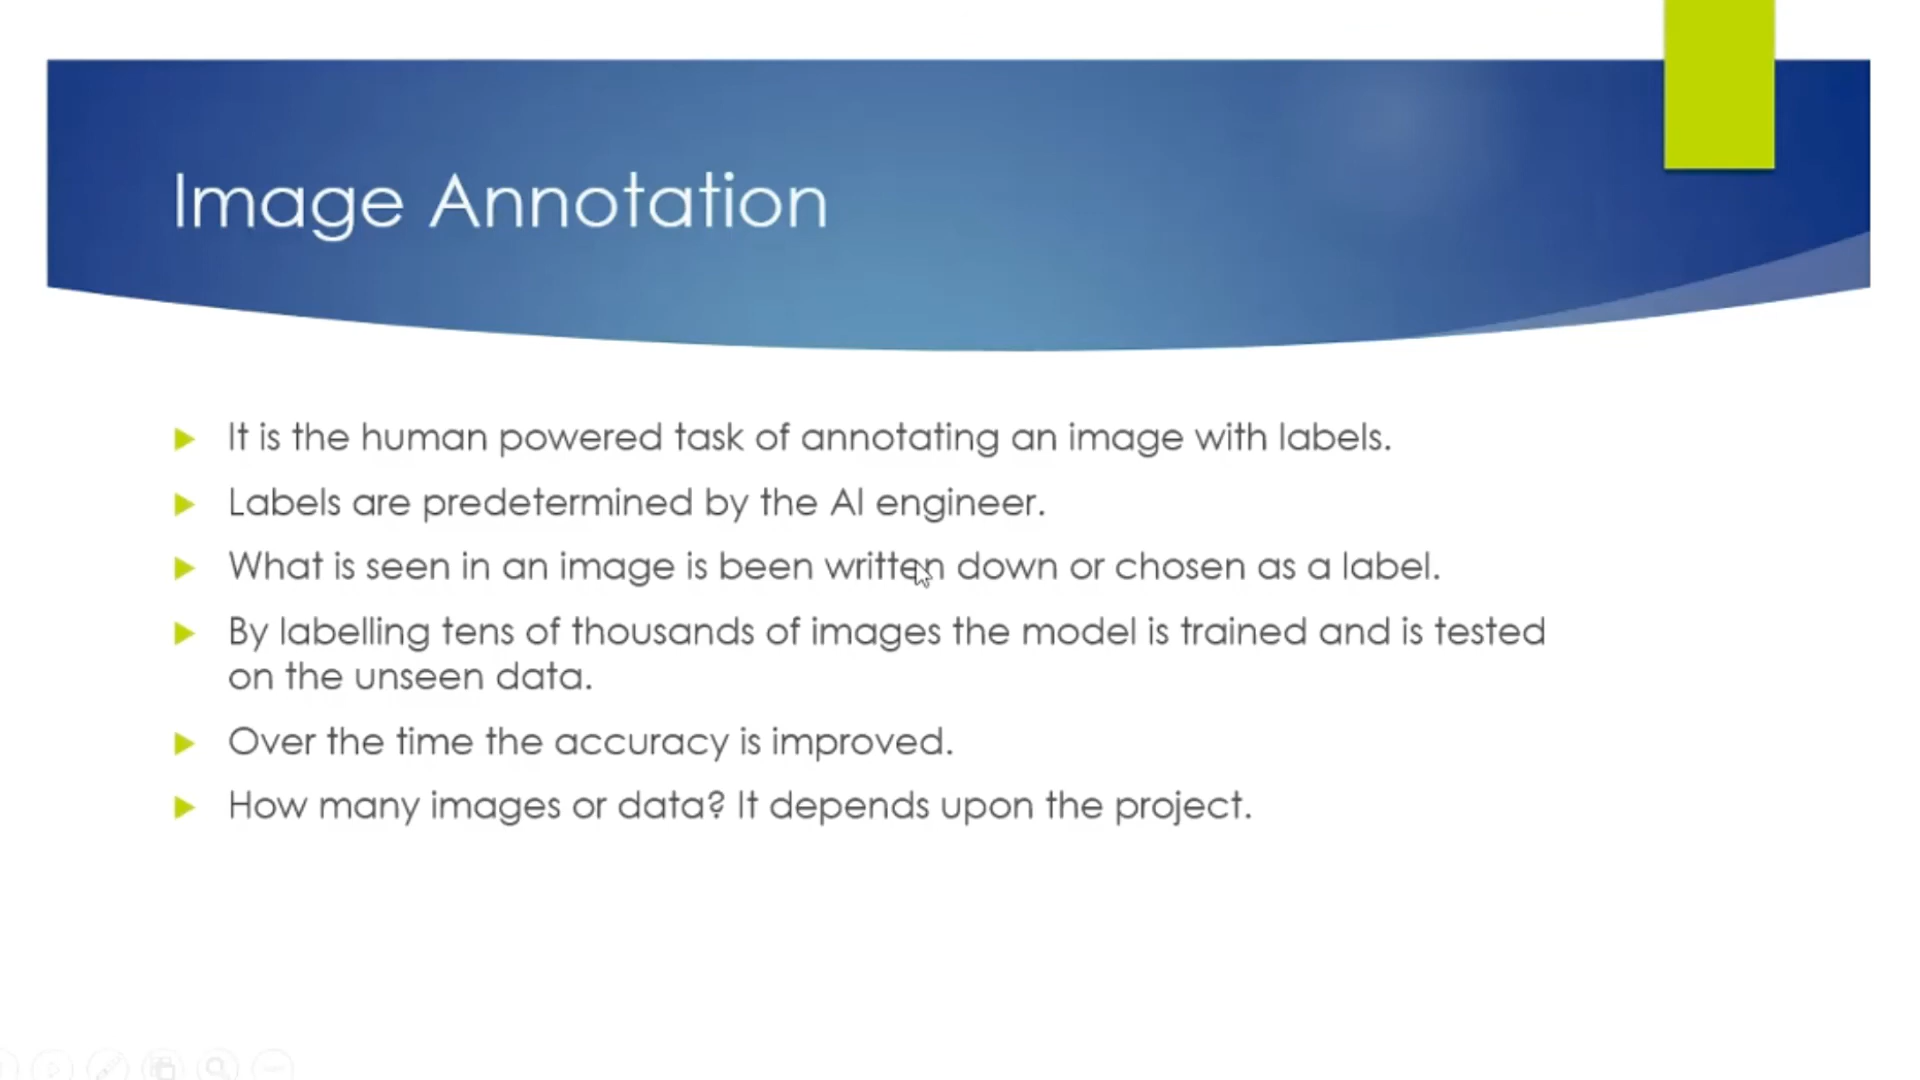 Image Annotation
It is the human powered task of annotating an image with labels.
Labels are predetermined by the AI engineer.
What is seen in an image is been written down or chosen as a label.
By labelling tens of thousands of images the model is trained and is tested
on the unseen data.
Over the time the accuracy is improved.
How many images or data? It depends upon the project.